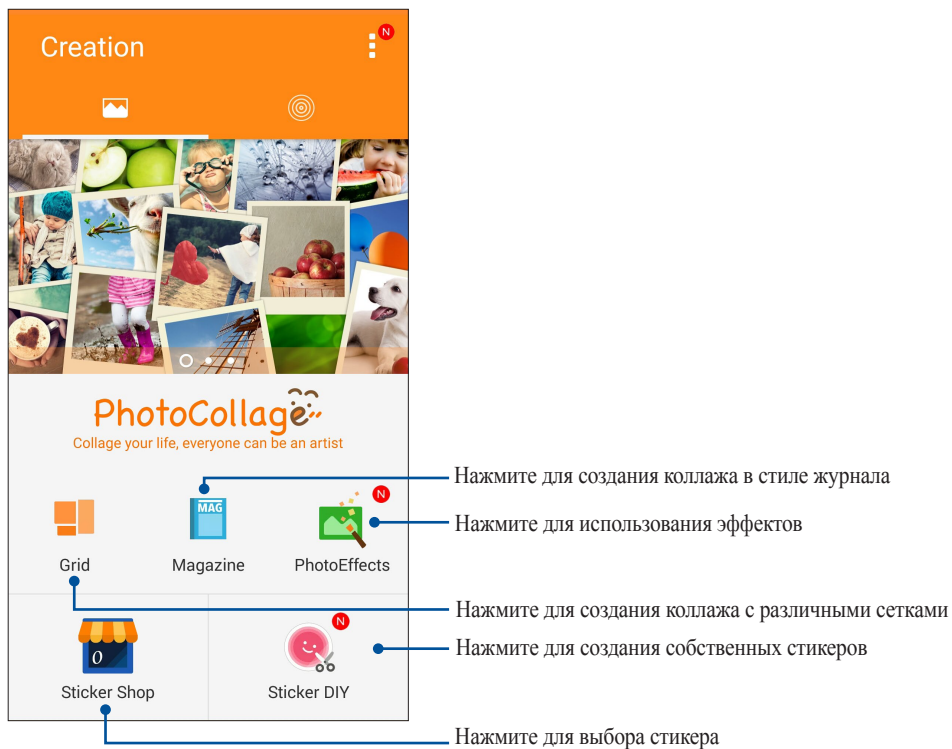 Creation
N
PhotoCollage
Collage your life, everyone can be an artist
Нажмите для создания коллажа в стиле журнала
MAG
N
Нажмите для использования эффектов
Grid
Magazine
PhotoEffects
Нажмите для создания коллажа с различными сетками
N
Нажмите для создания собственных стикеров
0
Sticker Shop
Sticker DIY
Нажмите для выбора стикера